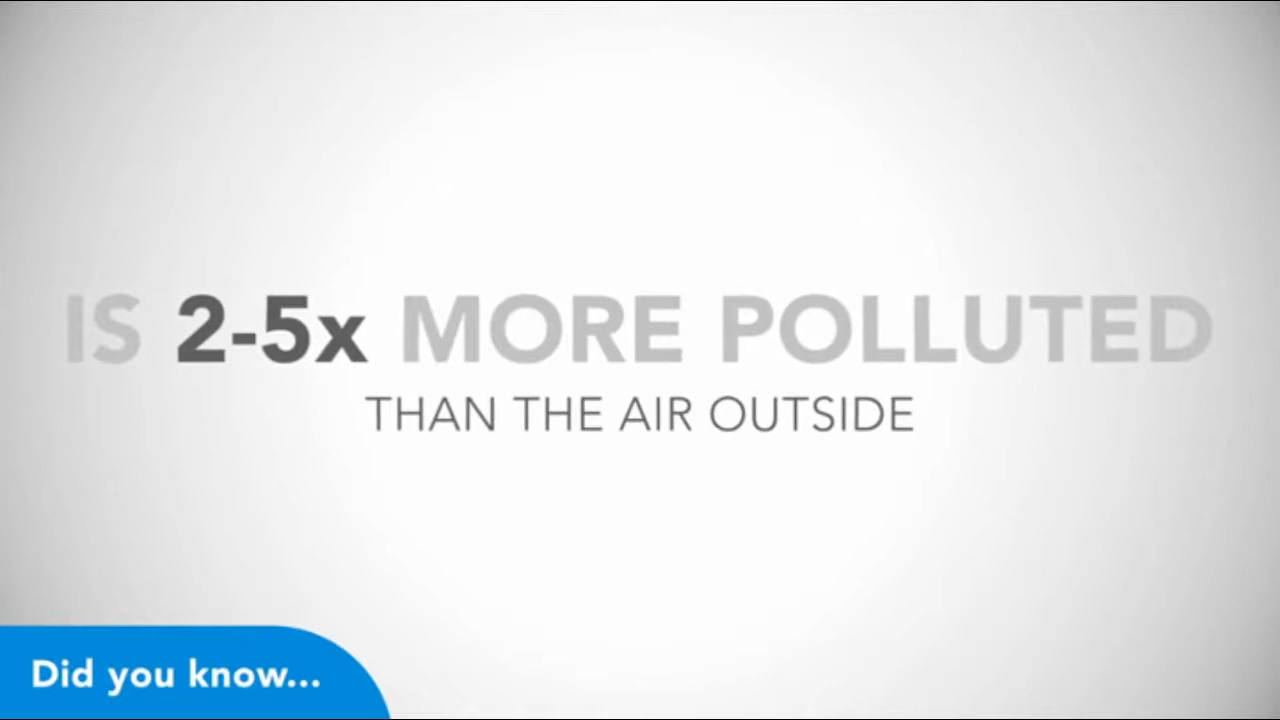 IS 2-5x MORE POLLUTED
THAN THE AIR OUTSIDE
Did you know...